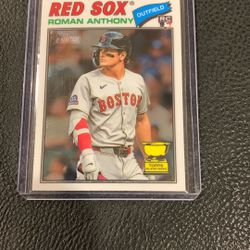 RED SOX
ROMAN ANTHONY
OUTFIELD
RC
BOSTON
TOPPS